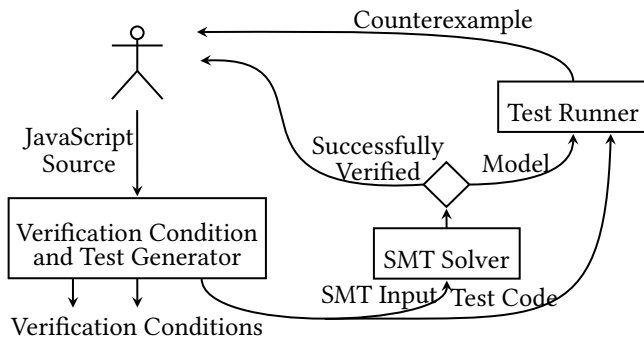 Counterexample
Test Runner
JavaScript
Source
Successfully
Verified
Model
Verification Condition
and Test Generator
SMT Solver
SMT Input
Test Code
Verification Conditions